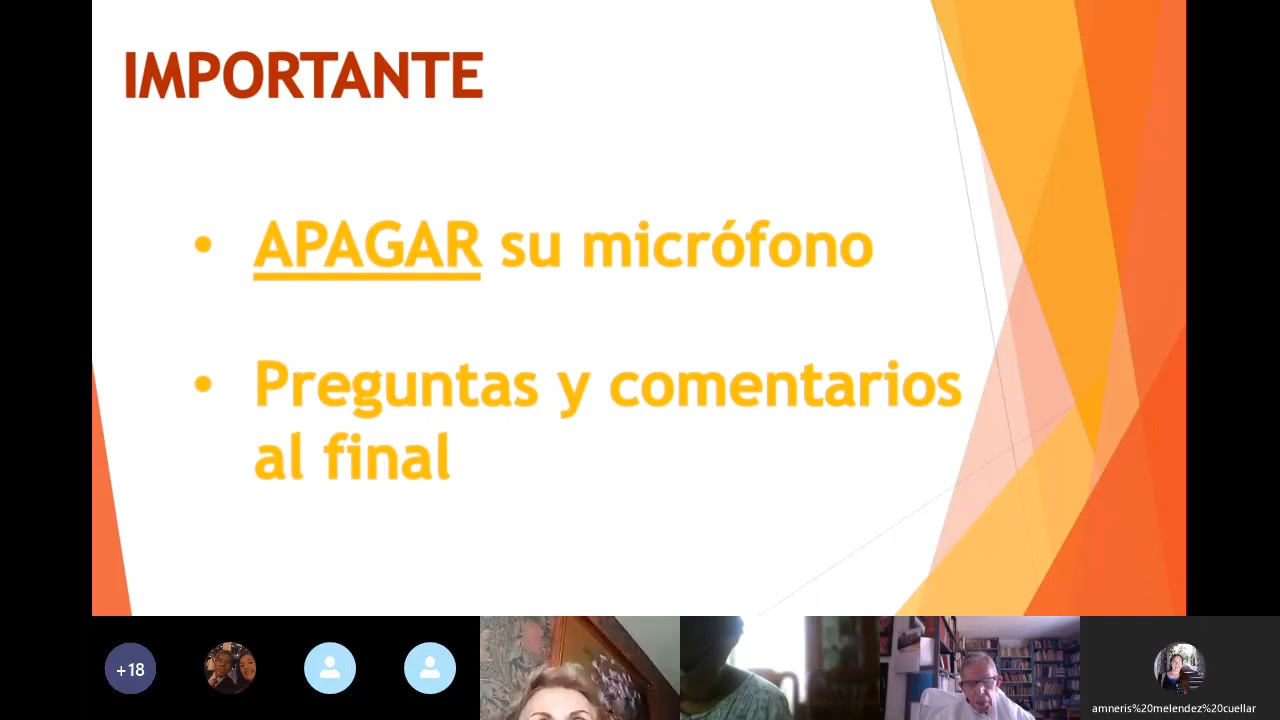 IMPORTANTE
• APAGAR su micrófono
• Preguntas y comentarios
al final
+18
amneris%20melendez%20cuellar